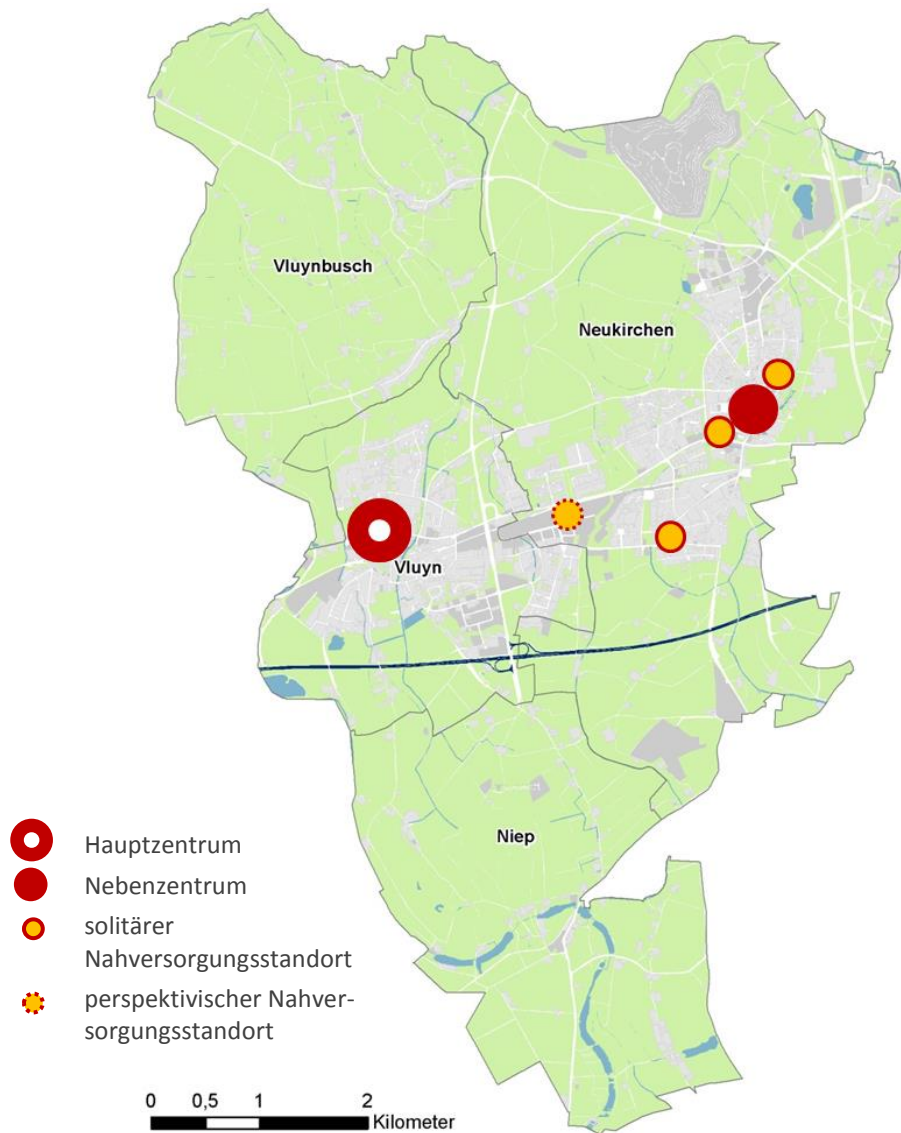 Vluynbusch
Neukirchen
Vluyn
Niep
Hauptzentrum
Nebenzentrum
solitärer
Nahversorgungsstandort
perspektivischer Nahver-
sorgungsstandort
0 0,5 1 2
Kilometer